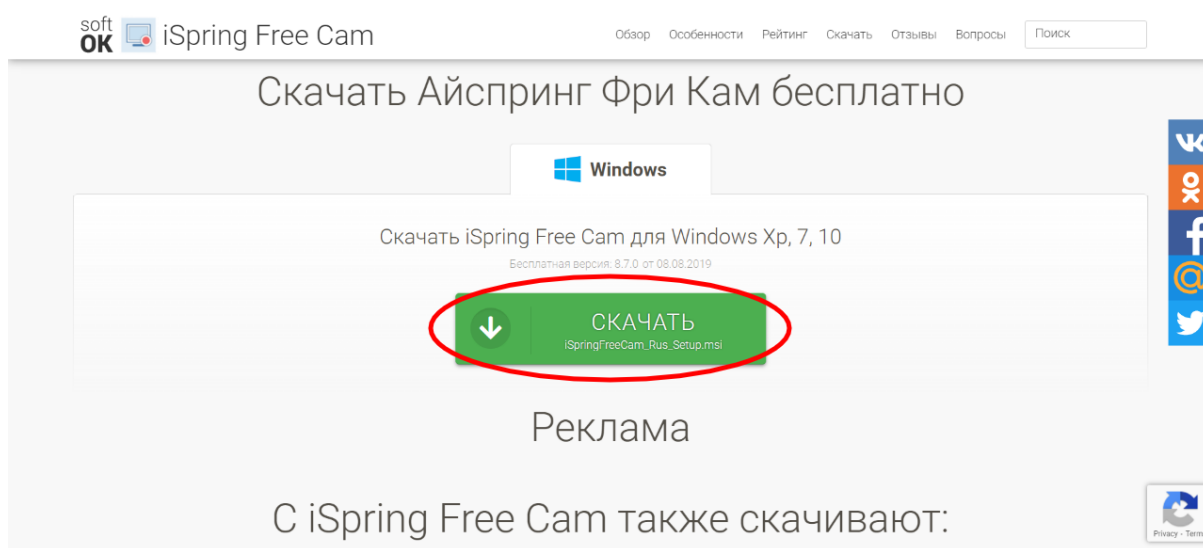 soft
OK
iSpring Free Cam
Обзор Особенности Рейтинг Скачать Отзывы Вопросы Поиск
Скачать Айспринг Фри Кам бесплатно
Windows
Скачать iSpring Free Cam для Windows Xp, 7, 10
Бесплатная версия: 8.7.0 от 08.08.2019
СКАЧАТЬ
iSpringFreeCam_Rus_Setup.msi
Реклама
С iSpring Free Cam также скачивают:
Privacy -